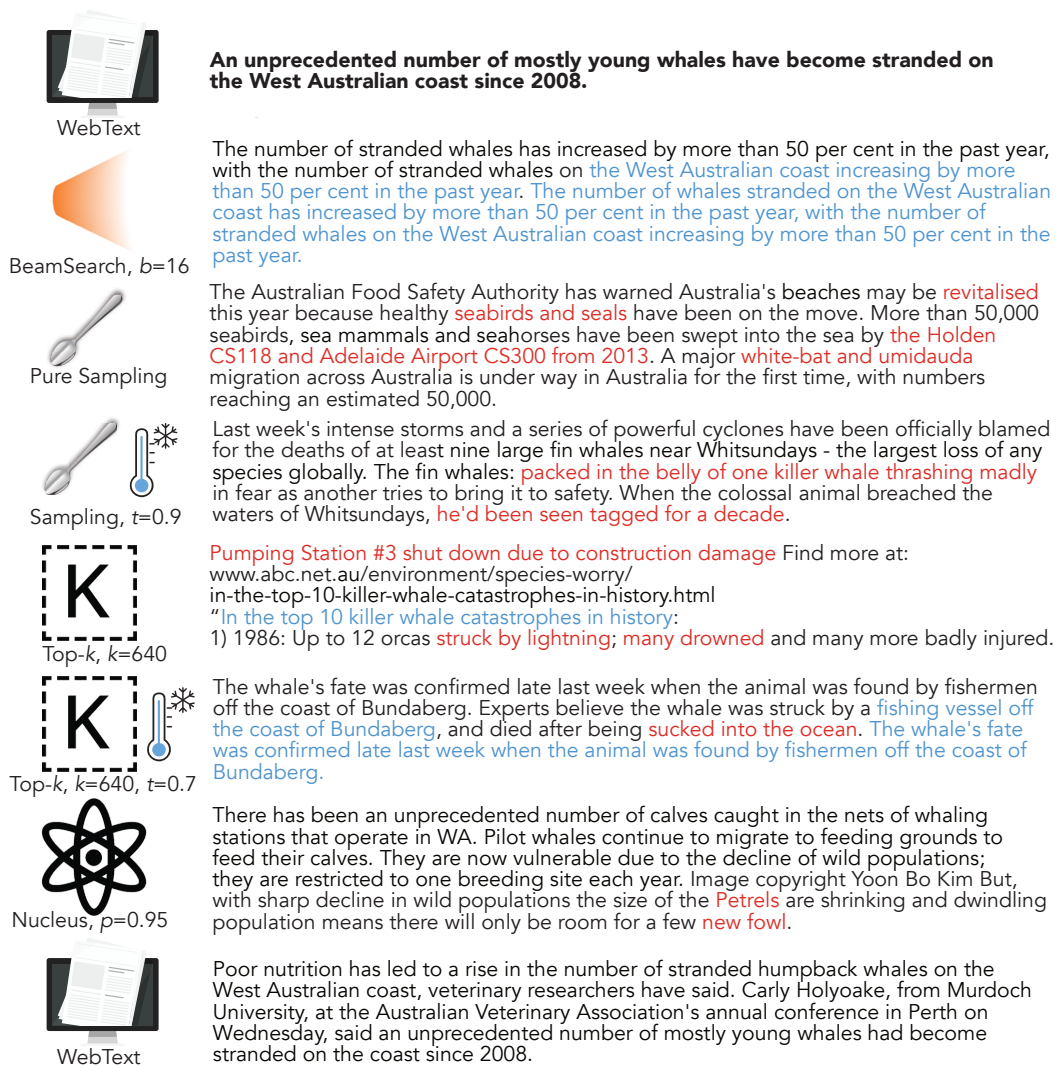 An unprecedented number of mostly young whales have become stranded on
the West Australian coast since 2008.
WebText
The number of stranded whales has increased by more than 50 per cent in the past year,
with the number of stranded whales on the West Australian coast increasing by more
than 50 per cent in the past year. The number of whales stranded on the West Australian
coast has increased by more than 50 per cent in the past year, with the number of
stranded whales on the West Australian coast increasing by more than 50 per cent in the
past year.
BeamSearch, b=16
The Australian Food Safety Authority has warned Australia's beaches may be revitalised
this year because healthy seabirds and seals have been on the move. More than 50,000
seabirds, sea mammals and seahorses have been swept into the sea by the Holden
CS118 and Adelaide Airport CS300 from 2013. A major white-bat and umidauda
migration across Australia is under way in Australia for the first time, with numbers
reaching an estimated 50,000.
Pure Sampling
Last week's intense storms and a series of powerful cyclones have been officially blamed
for the deaths of at least nine large fin whales near Whitsundays - the largest loss of any
species globally. The fin whales: packed in the belly of one killer whale thrashing madly
in fear as another tries to bring it to safety. When the colossal animal breached the
waters of Whitsundays, he'd been seen tagged for a decade.
Sampling, t=0.9
Pumping Station #3 shut down due to construction damage Find more at:
www.abc.net.au/environment/species-worry/
in-the-top-10-killer-whale-catastrophes-in-history.html
“In the top 10 killer whale catastrophes in history:
1) 1986: Up to 12 orcas struck by lightning; many drowned and many more badly injured.
K
Top-k, k=640
The whale's fate was confirmed late last week when the animal was found by fishermen
off the coast of Bundaberg. Experts believe the whale was struck by a fishing vessel off
the coast of Bundaberg, and died after being sucked into the ocean. The whale's fate
was confirmed late last week when the animal was found by fishermen off the coast of
Bundaberg.
K
Top-k, k=640, t=0.7
There has been an unprecedented number of calves caught in the nets of whaling
stations that operate in WA. Pilot whales continue to migrate to feeding grounds to
feed their calves. They are now vulnerable due to the decline of wild populations;
they are restricted to one breeding site each year. Image copyright Yoon Bo Kim But,
with sharp decline in wild populations the size of the Petrels are shrinking and dwindling
population means there will only be room for a few new fowl.
Nucleus, p=0.95
Poor nutrition has led to a rise in the number of stranded humpback whales on the
West Australian coast, veterinary researchers have said. Carly Holyoake, from Murdoch
University, at the Australian Veterinary Association's annual conference in Perth on
Wednesday, said an unprecedented number of mostly young whales had become
stranded on the coast since 2008.
WebText